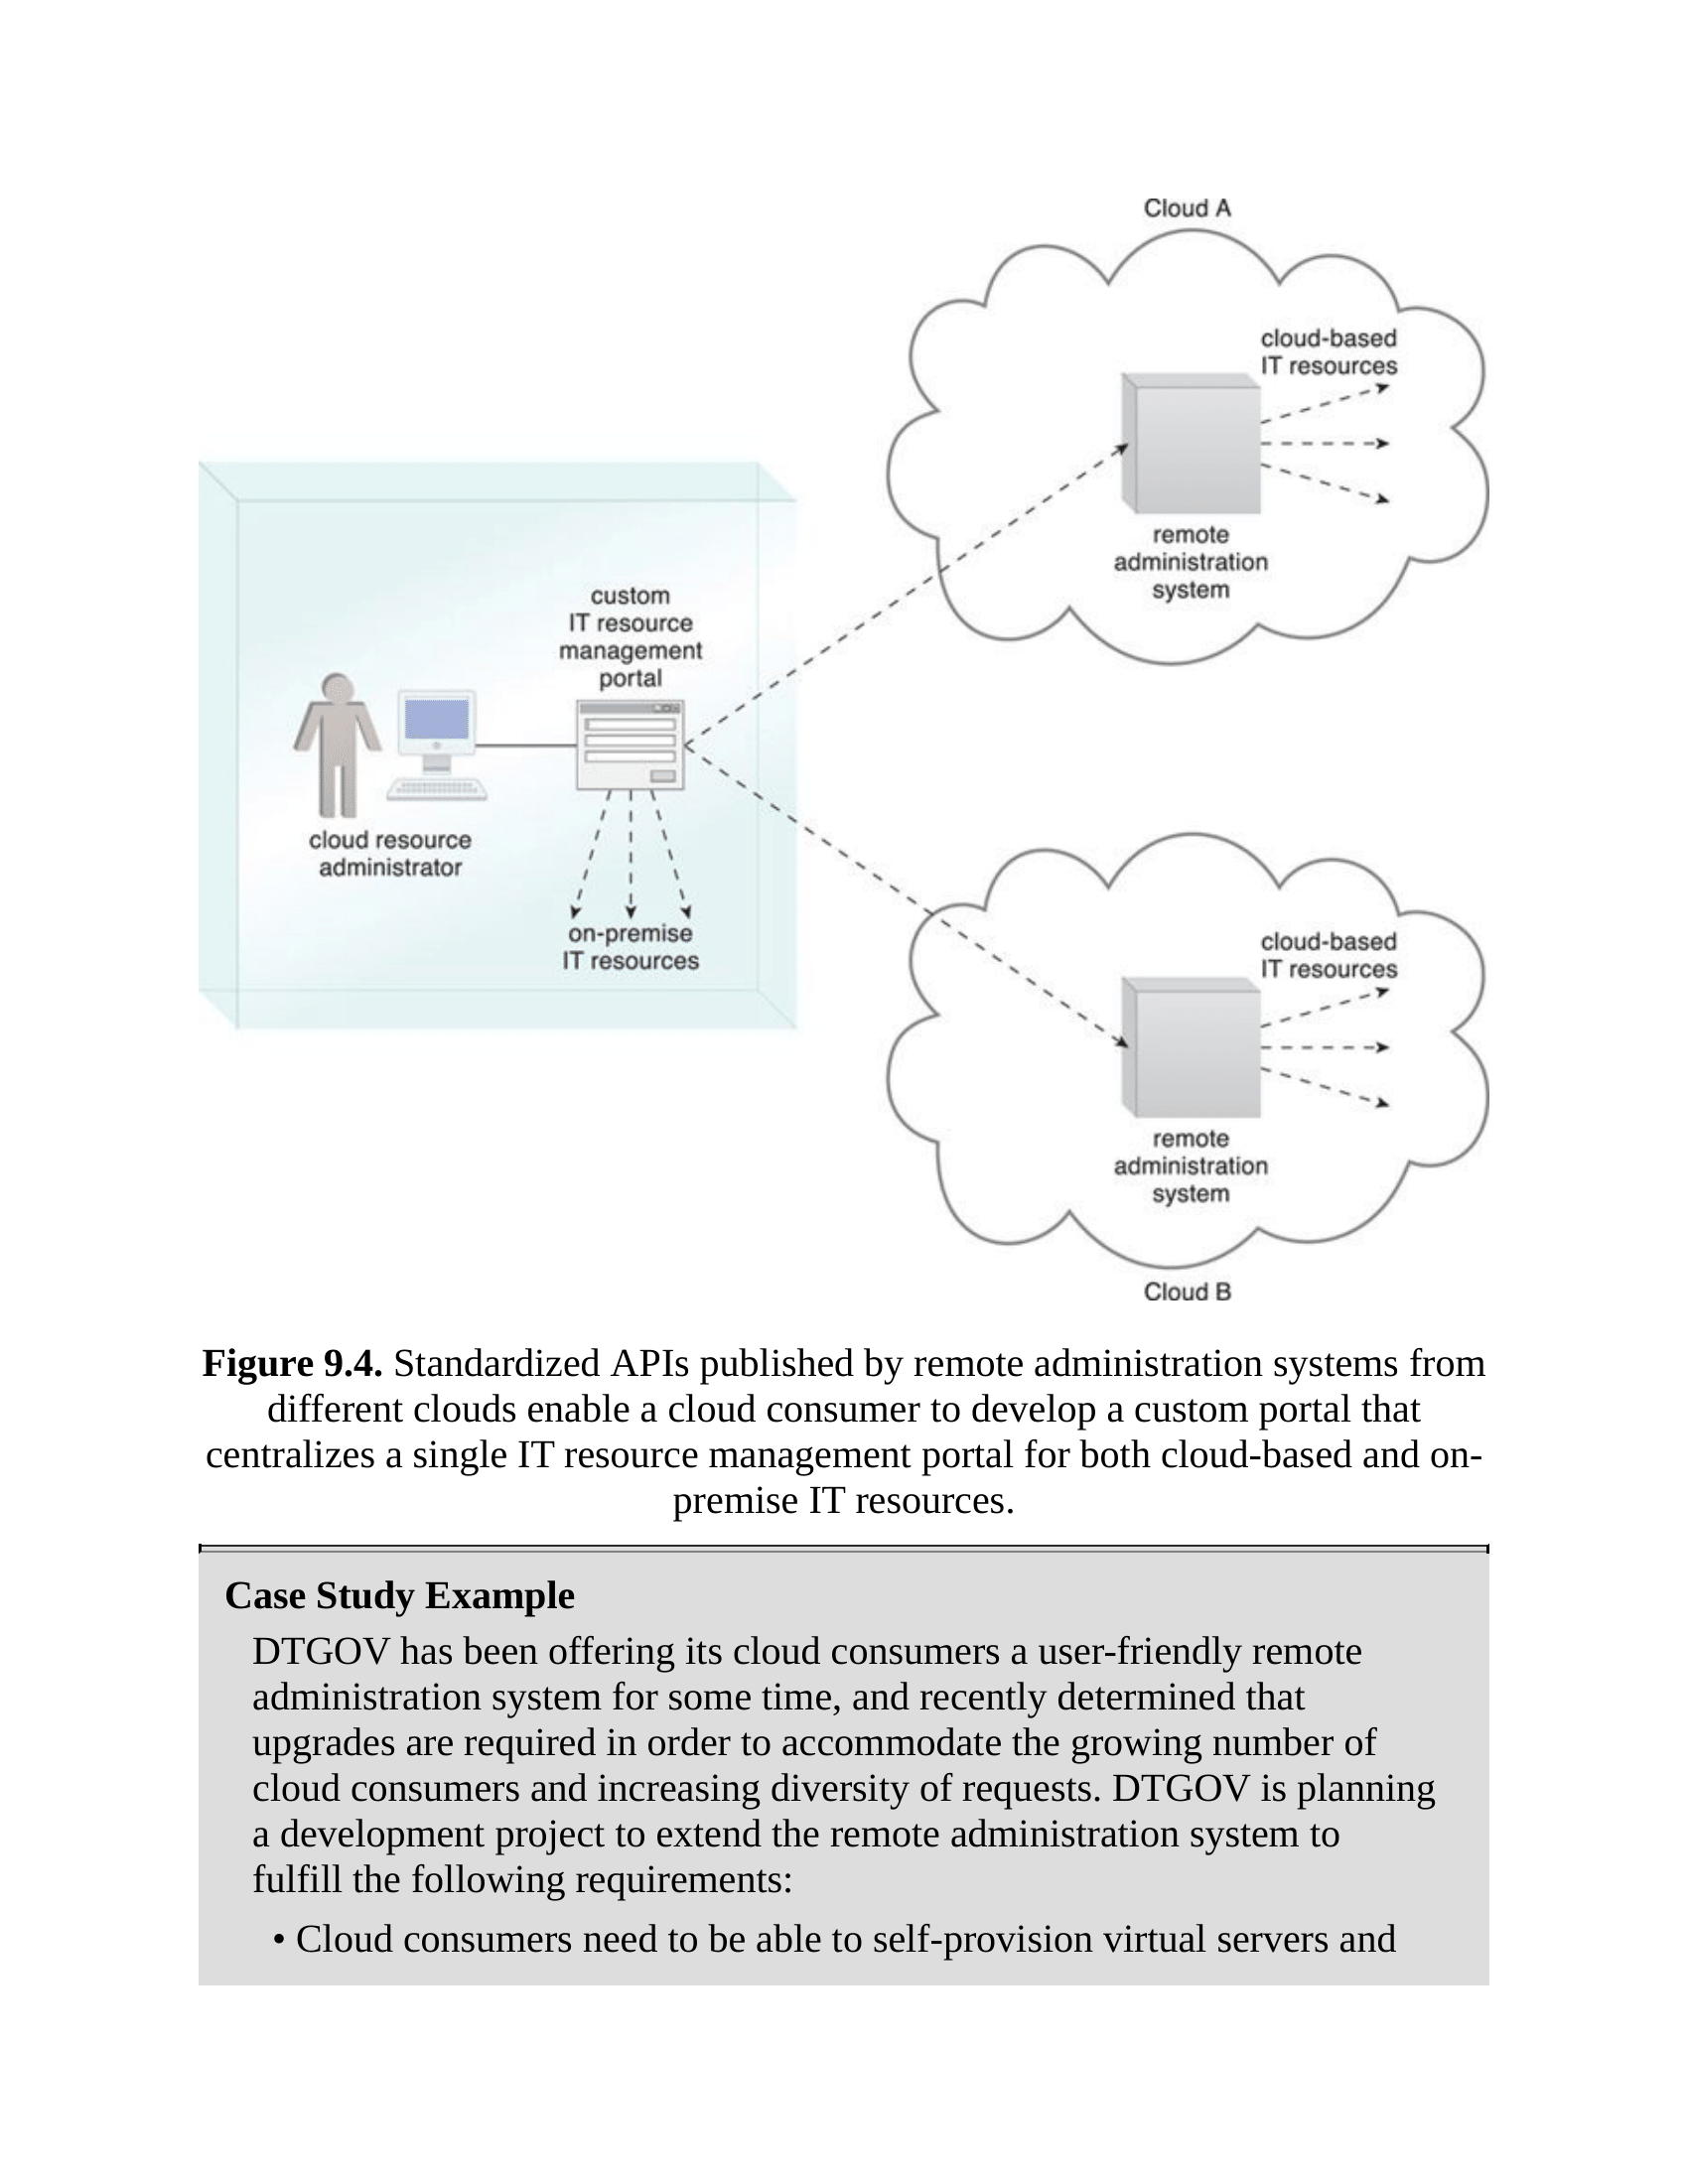 Cloud A
cloud-based
IT resources
remote
administration
system
custom
IT resource
management
portal
cloud resource
administrator
on-premise
IT resources
cloud-based
IT resources
remote
administration
system
Cloud B
Figure 9.4. Standardized APIs published by remote administration systems from
different clouds enable a cloud consumer to develop a custom portal that
centralizes a single IT resource management portal for both cloud-based and on-
premise IT resources.
Case Study Example
DTGOV has been offering its cloud consumers a user-friendly remote
administration system for some time, and recently determined that
upgrades are required in order to accommodate the growing number of
cloud consumers and increasing diversity of requests. DTGOV is planning
a development project to extend the remote administration system to
fulfill the following requirements:
• Cloud consumers need to be able to self-provision virtual servers and